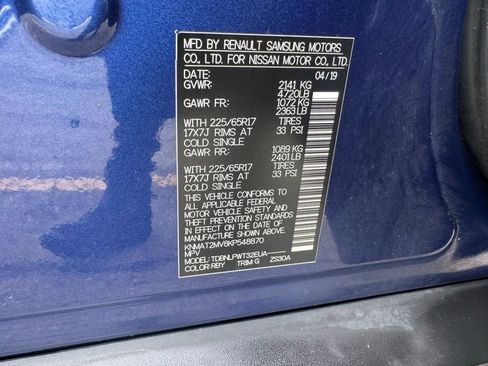 MFD BY RENAULT SAMSUNG MOTORS
CO., LTD. FOR NISSAN MOTOR CO., LTD.
DATE: 04/19
GVWR: 2141 KG
4720LB
GAWR FR: 1072 KG
2363 LB
WITH 225/65R17 TIRES
17X7J RIMS AT 33 PSI
COLD SINGLE
GAWR RR: 1089 KG
2401 LB
WITH 225/65R17 TIRES
17X7J RIMS AT 33 PSI
COLD SINGLE
THIS VEHICLE CONFORMS TO
ALL APPLICABLE FEDERAL
MOTOR VEHICLE SAFETY AND
THEFT PREVENTION STANDARDS
IN EFFECT ON THE DATE OF
MANUFACTURE SHOWN ABOVE.
KNMAT2MV8KP548870
MPV
MODEL: TDBNLPWT32EUA-----
COLOR:RBY TRIM:G ZS30A